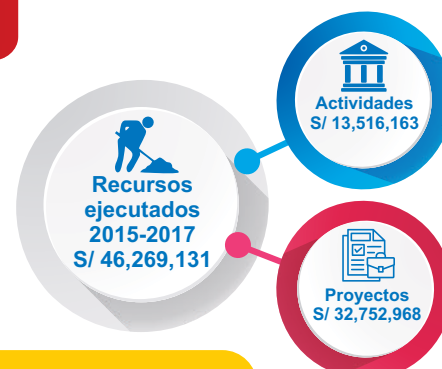 Recursos
ejecutados
2015-2017
S/ 46,269,131
Actividades
S/ 13,516,163
Proyectos
S/ 32,752,968